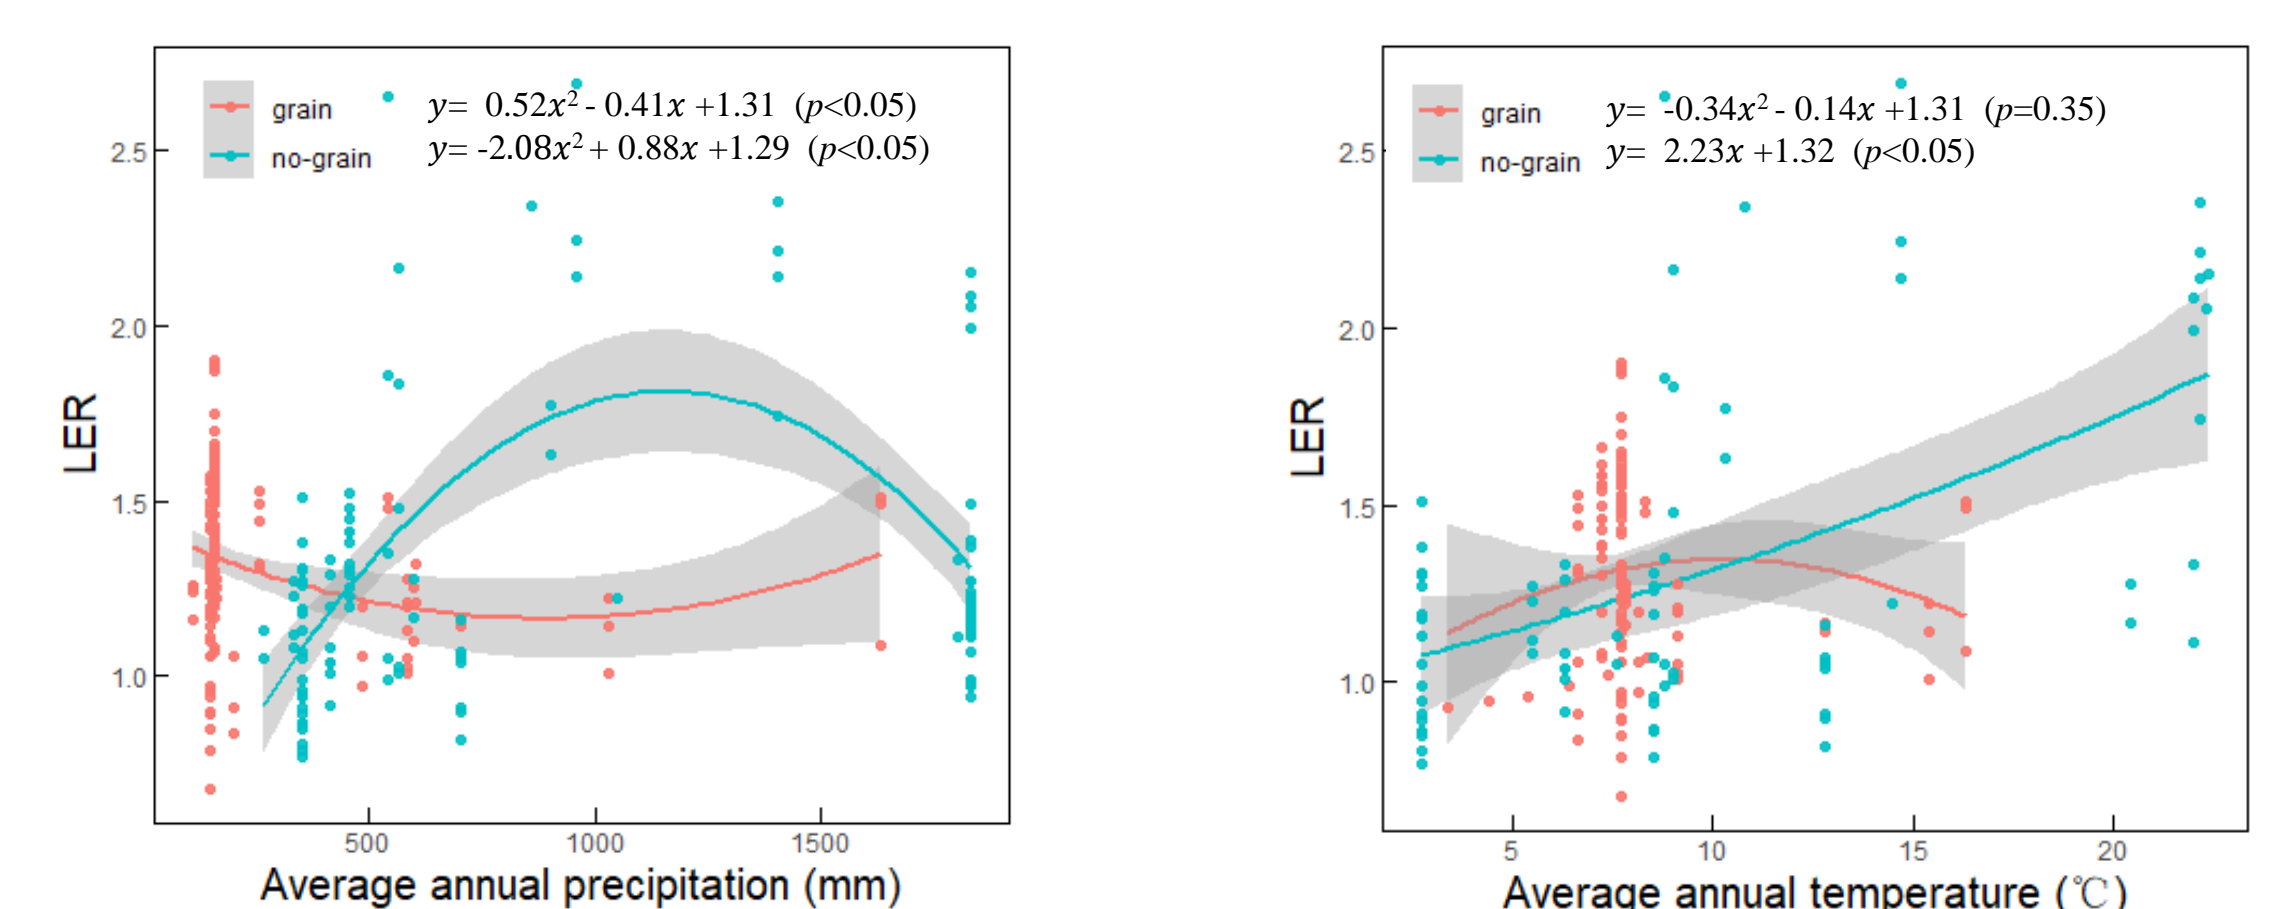 grain
no-grain
y= 0.52x² - 0.41x +1.31 (p<0.05)
y= -2.08x² + 0.88x +1.29 (p<0.05)
2.5
2.0
1.5
1.0
LER
500 1000 1500
Average annual precipitation (mm)
grain
no-grain
y= -0.34x² - 0.14x +1.31 (p=0.35)
y= 2.23x +1.32 (p<0.05)
2.5
2.0
1.5
1.0
LER
5 10 15 20
Average annual temperature (℃)